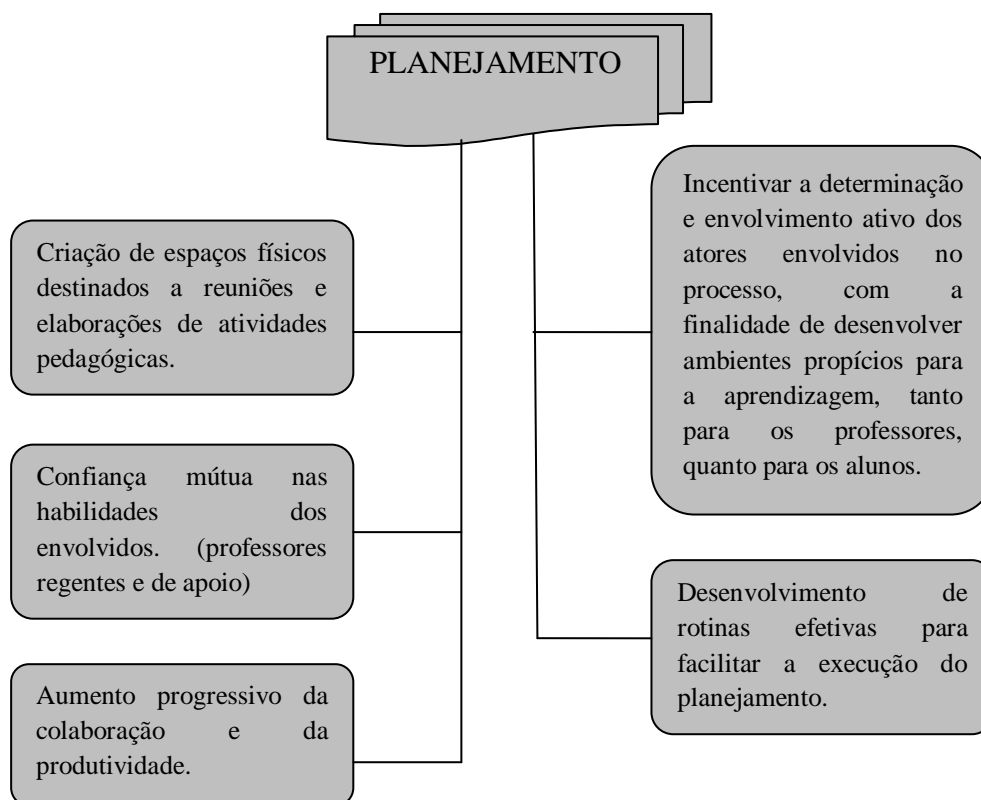 PLANEJAMENTO
Criação de espaços físicos
destinados a reuniões e
elaborações de atividades
pedagógicas.
Confiança mútua nas
habilidades dos
envolvidos. (professores
regentes e de apoio)
Aumento progressivo da
colaboração e da
produtividade.
Incentivar a determinação
e envolvimento ativo dos
atores envolvidos no
processo, com a
finalidade de desenvolver
ambientes propícios para
a aprendizagem, tanto
para os professores,
quanto para os alunos.
Desenvolvimento de
rotinas efetivas para
facilitar a execução do
planejamento.